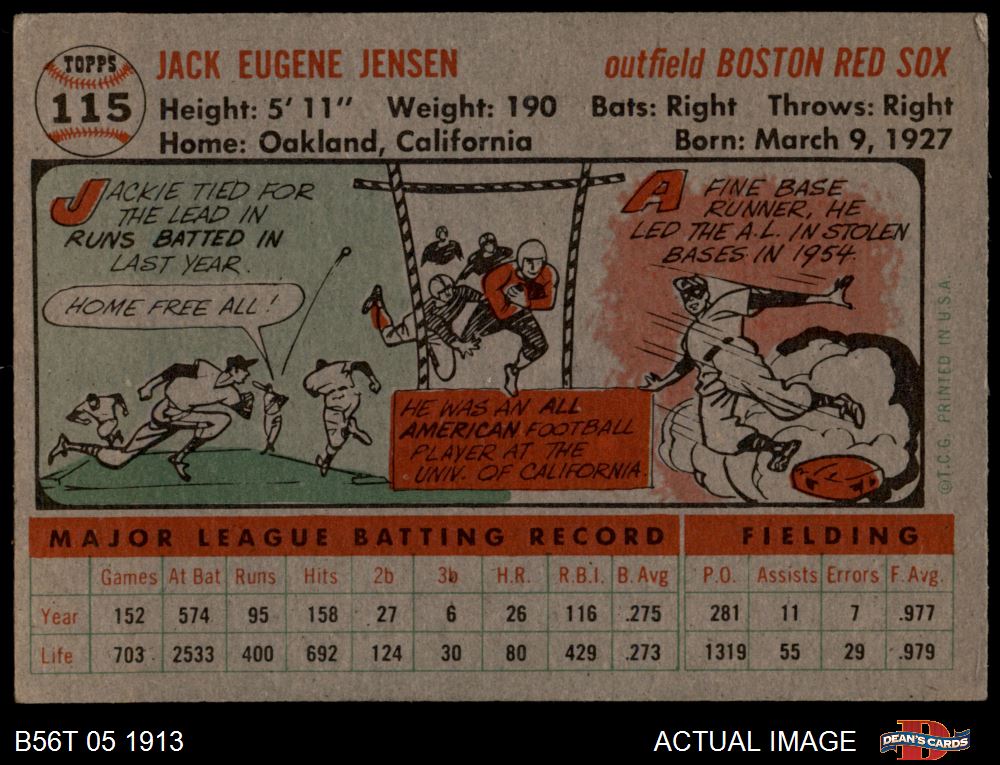 TOPPS
115
JACK EUGENE JENSEN
outfield BOSTON RED SOX
Height: 5' 11" Weight: 190 Bats: Right Throws: Right
Home: Oakland, California Born: March 9, 1927
JACKIE TIED FOR
THE LEAD IN
RUNS BATTED IN
LAST YEAR.
HOME FREE ALL!
HE WAS AN ALL
AMERICAN FOOTBALL
PLAYER AT THE
UNIV. OF CALIFORNIA
A FINE BASE
RUNNER, HE
LED THE A.L. IN STOLEN
BASES IN 1954.
©T.C.G. PRINTED IN U.S.A.
MAJOR LEAGUE BATTING RECORD FIELDING
Games At Bat Runs Hits 2b 3b H.R. R.B.I. B. Avg P.O. Assists Errors F. Avg.
Year 152 574 95 158 27 6 26 116 .275 281 11 7 .977
Life 703 2533 400 692 124 30 80 429 .273 1319 55 29 .979
B56T 05 1913
ACTUAL IMAGE
D
DEAN'S CARDS